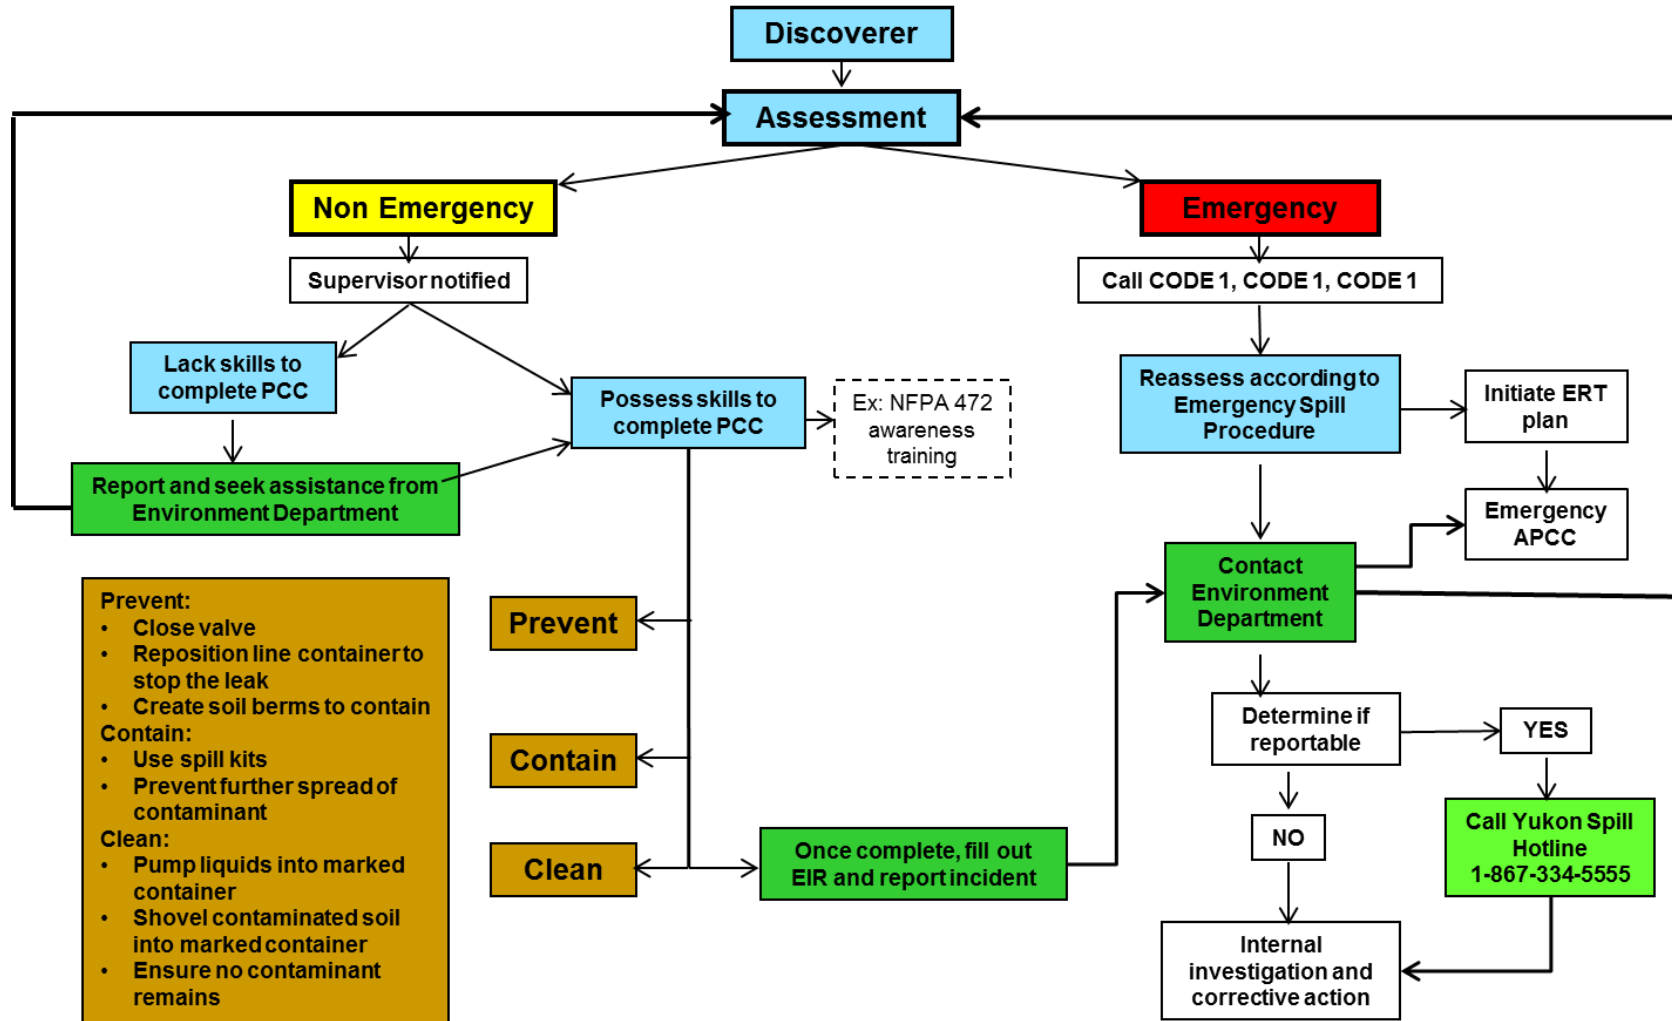 Discoverer
Assessment
Non Emergency
Emergency
Supervisor notified
Call CODE 1, CODE 1, CODE 1
Lack skills to
complete PCC
Possess skills to
complete PCC
Ex: NFPA 472
awareness
training
Reassess according to
Emergency Spill
Procedure
Initiate ERT
plan
Report and seek assistance from
Environment Department
Emergency
APCC
Contact
Environment
Department
Prevent:
• Close valve
• Reposition line container to
stop the leak
• Create soil berms to contain
Contain:
• Use spill kits
• Prevent further spread of
contaminant
Clean:
• Pump liquids into marked
container
• Shovel contaminated soil
into marked container
• Ensure no contaminant
remains
Prevent
Contain
Clean
Once complete, fill out
EIR and report incident
Determine if
reportable
YES
NO
Call Yukon Spill
Hotline
1-867-334-5555
Internal
investigation and
corrective action